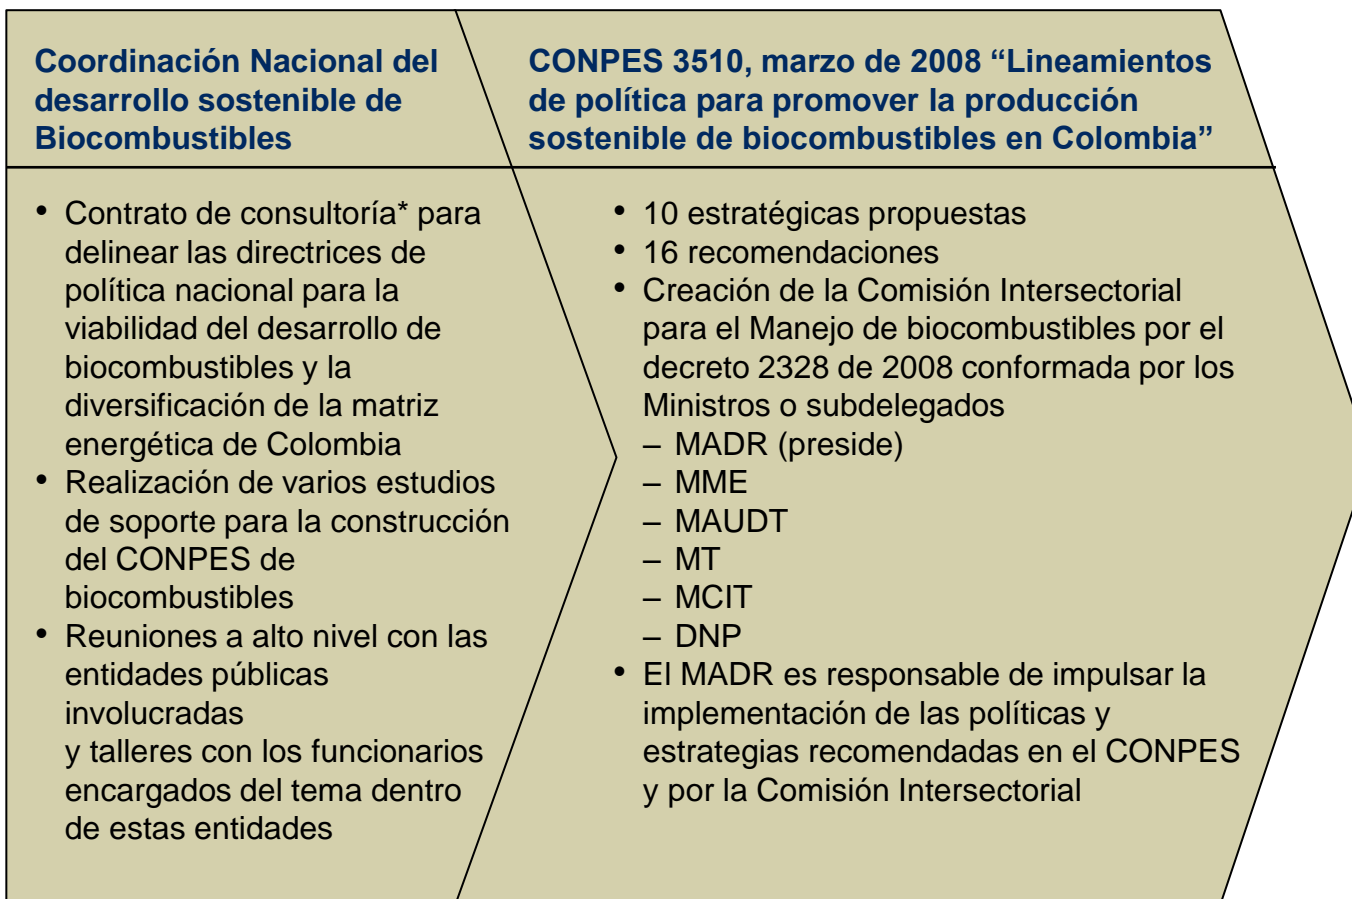 Coordinación Nacional del
desarrollo sostenible de
Biocombustibles
• Contrato de consultoría* para
delinear las directrices de
política nacional para la
viabilidad del desarrollo de
biocombustibles y la
diversificación de la matriz
energética de Colombia
• Realización de varios estudios
de soporte para la construcción
del CONPES de
biocombustibles
• Reuniones a alto nivel con las
entidades públicas
involucradas
y talleres con los funcionarios
encargados del tema dentro
de estas entidades
CONPES 3510, marzo de 2008 “Lineamientos
de política para promover la producción
sostenible de biocombustibles en Colombia”
• 10 estratégicas propuestas
• 16 recomendaciones
• Creación de la Comisión Intersectorial
para el Manejo de biocombustibles por el
decreto 2328 de 2008 conformada por los
Ministros o subdelegados
– MADR (preside)
– MME
– MAUDT
– MT
– MCIT
– DNP
• El MADR es responsable de impulsar la
implementación de las políticas y
estrategias recomendadas en el CONPES
y por la Comisión Intersectorial